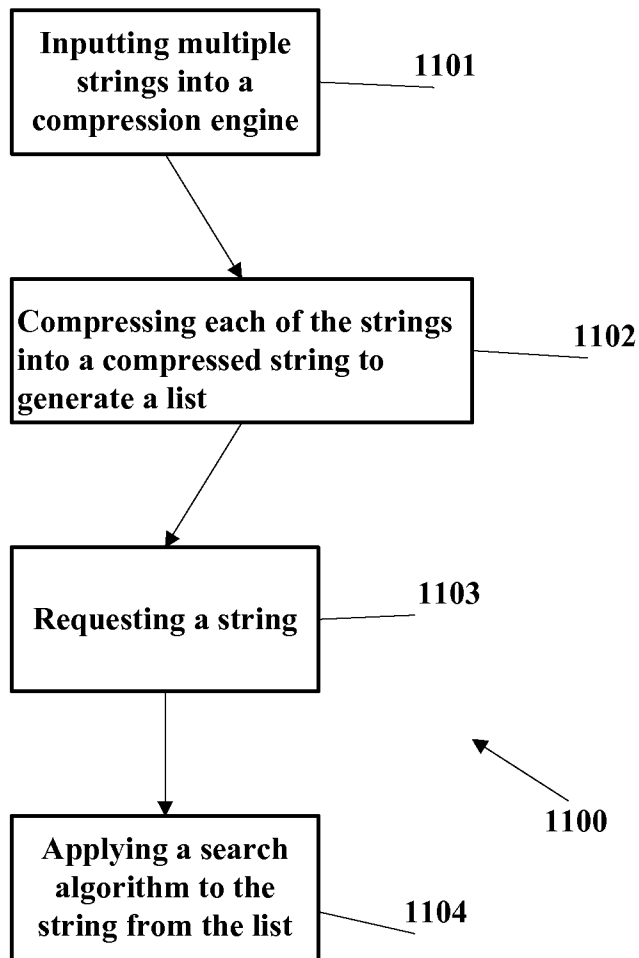 Inputting multiple
strings into a
compression engine
1101
Compressing each of the strings
into a compressed string to
generate a list
1102
Requesting a string
1103
1100
Applying a search
algorithm to the
string from the list
1104